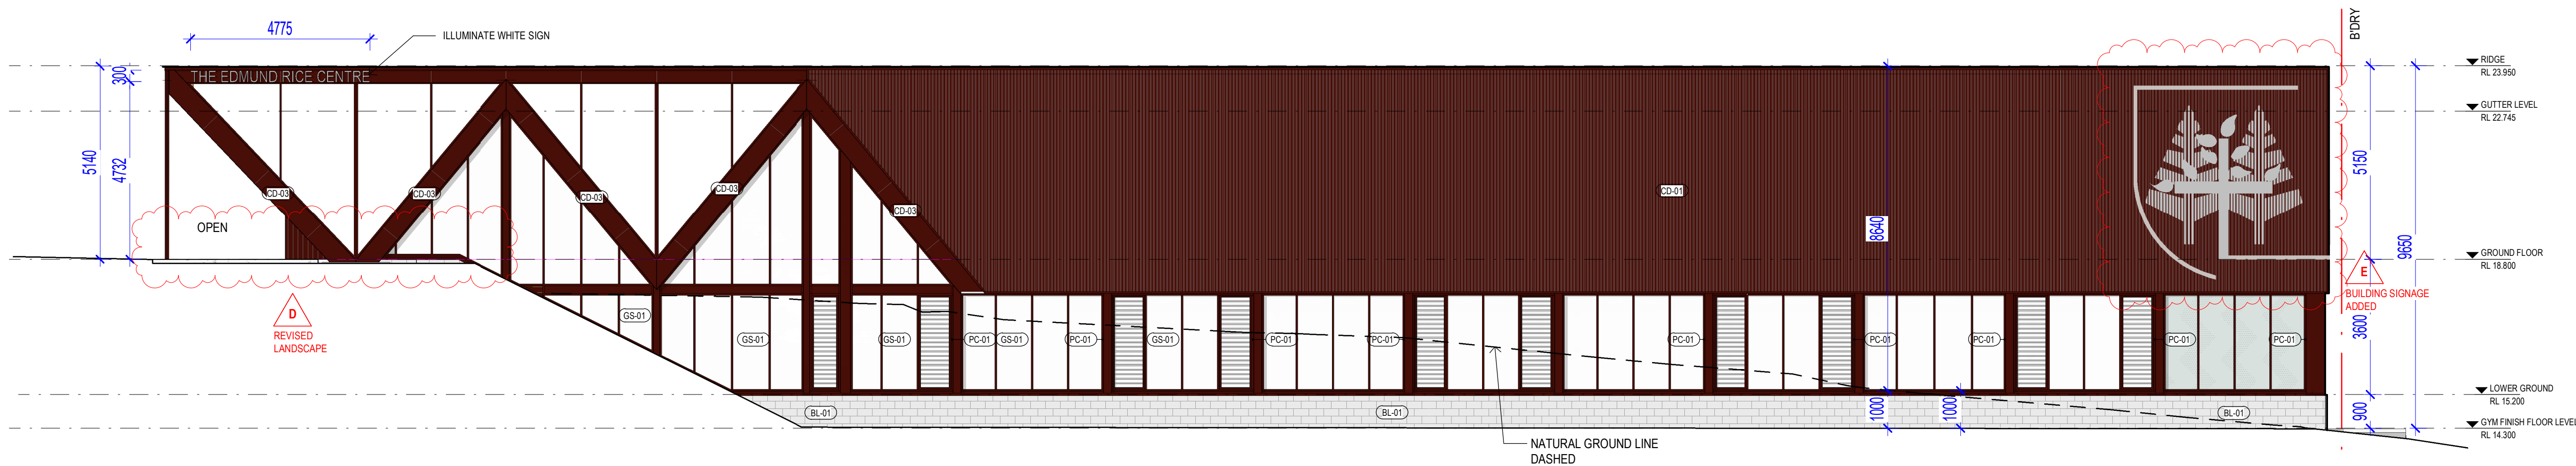 4775
ILLUMINATE WHITE SIGN
B'DRY
THE EDMUND RICE CENTRE
300
5140
4732
RIDGE
RL 23.950
GUTTER LEVEL
RL 22.745
5150
9650
CD-03
CD-03
CD-03
CD-03
CD-03
CD-01
OPEN
8640
GROUND FLOOR
RL 18.800
D
REVISED
LANDSCAPE
E
BUILDING SIGNAGE
ADDED
GS-01
GS-01
GS-01
PC-01
GS-01
PC-01
GS-01
PC-01
PC-01
PC-01
PC-01
PC-01
PC-01
PC-01
3600
LOWER GROUND
RL 15.200
BL-01
BL-01
1000
1000
BL-01
900
GYM FINISH FLOOR LEVEL
RL 14.300
NATURAL GROUND LINE
DASHED